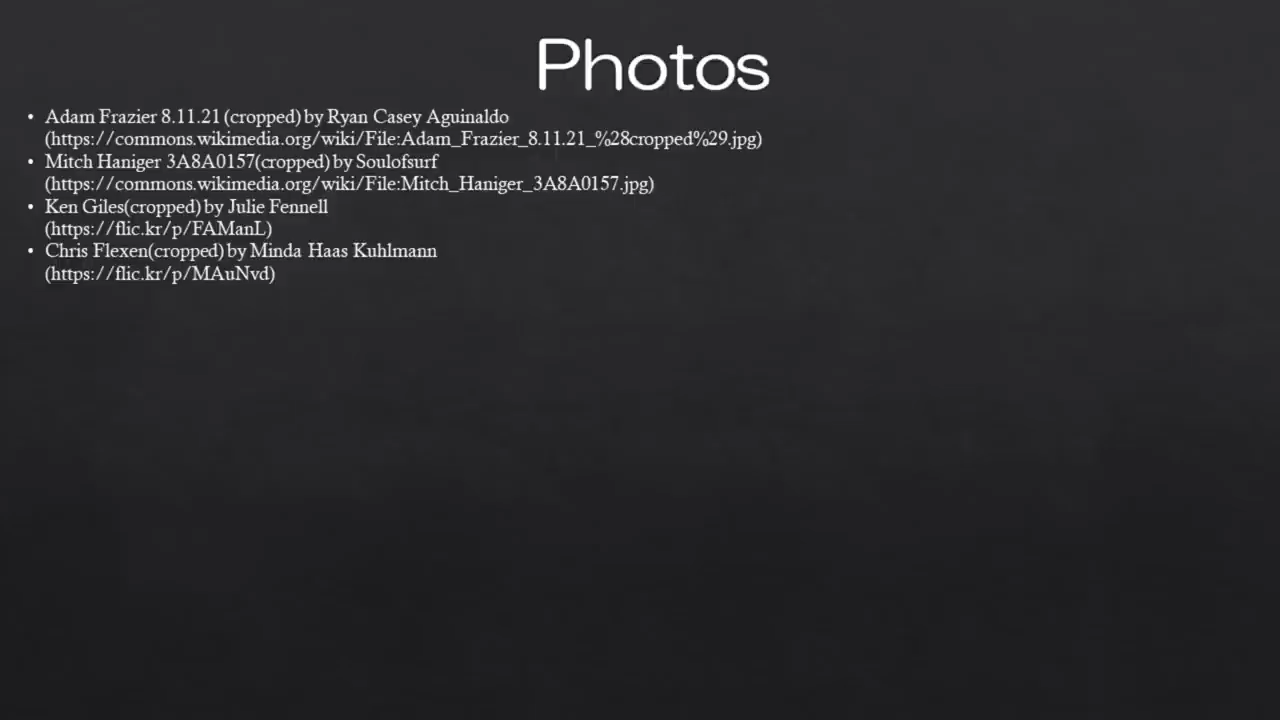 Photos
• Adam Frazier 8.11.21 (cropped) by Ryan Casey Aguinaldo
(https://commons.wikimedia.org/wiki/File:Adam_Frazier_8.11.21_%28cropped%29.jpg)
• Mitch Haniger 3A8A0157(cropped) by Soulofsurf
(https://commons.wikimedia.org/wiki/File:Mitch_Haniger_3A8A0157.jpg)
• Ken Giles(cropped) by Julie Fennell
(https://flic.kr/p/FAManL)
• Chris Flexen(cropped) by Minda Haas Kuhlmann
(https://flic.kr/p/MAuNvd)